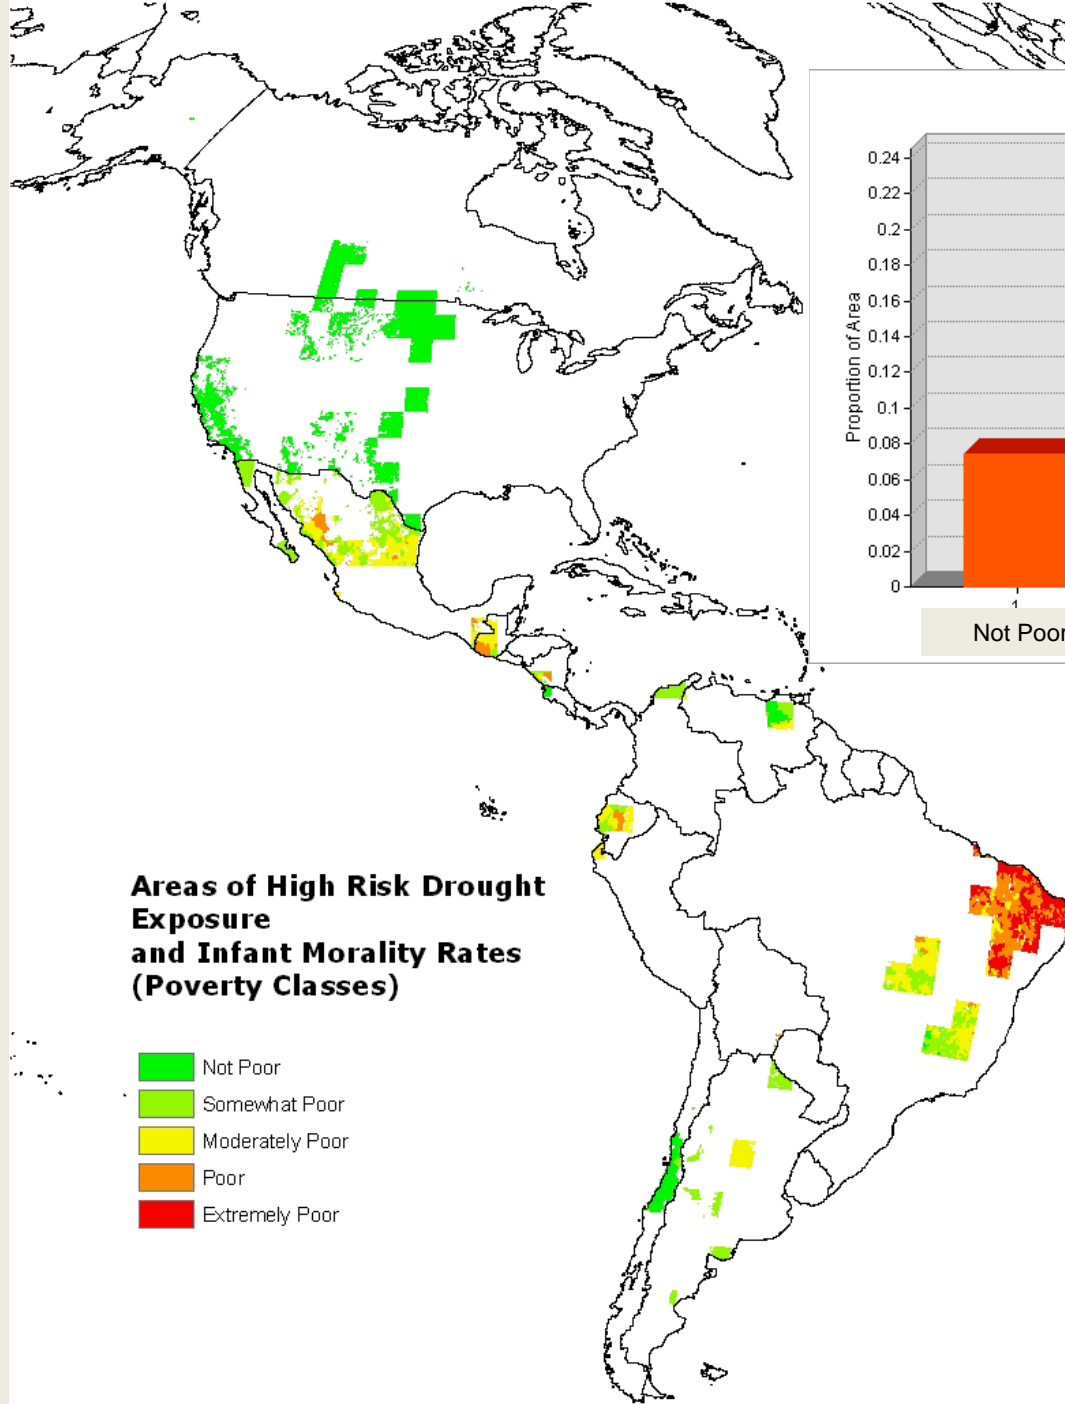 0.24
0.22
0.2
0.18
0.16
0.14
0.12
0.1
0.08
0.06
0.04
0.02
0
Proportion of Area
1
Not Poor
Areas of High Risk Drought
Exposure
and Infant Morality Rates
(Poverty Classes)
Not Poor
Somewhat Poor
Moderately Poor
Poor
Extremely Poor